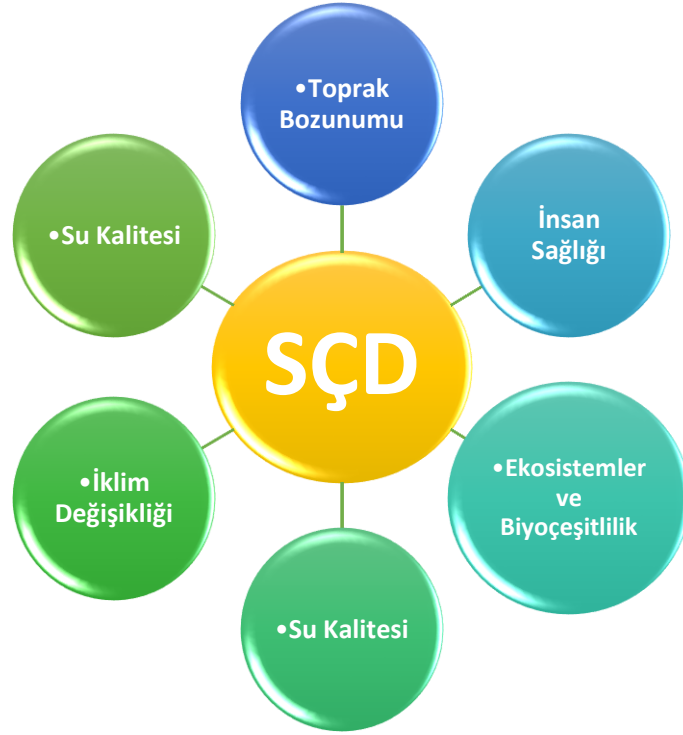 •Toprak
Bozunumu
İnsan
Sağlığı
•Ekosistemler
ve
Biyoçeşitlilik
•Su Kalitesi
•İklim
Değişikliği
•Su Kalitesi
SÇD